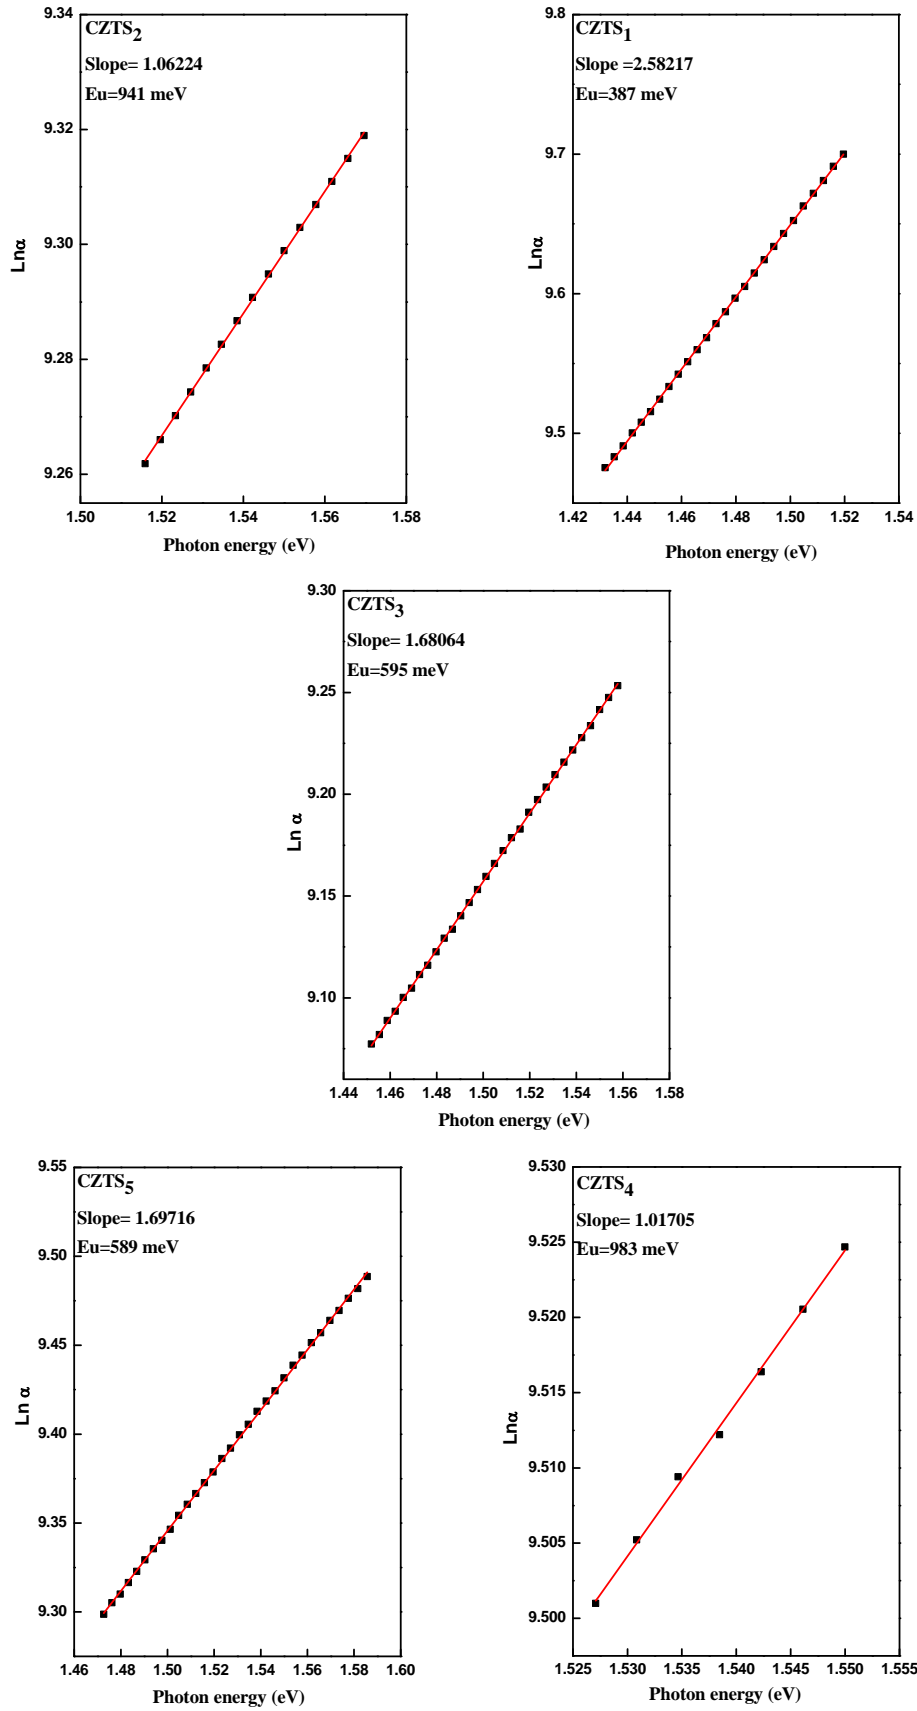 CZTS2
Slope= 1.06224
Eu=941 meV
9.34
9.32
9.30
9.28
9.26
Lnα
1.50 1.52 1.54 1.56 1.58
Photon energy (eV)
CZTS1
Slope =2.58217
Eu=387 meV
9.8
9.7
9.6
9.5
9.4
Lnα
1.42 1.44 1.46 1.48 1.50 1.52 1.54
Photon energy (eV)
CZTS3
Slope= 1.68064
Eu=595 meV
9.30
9.25
9.20
9.15
9.10
Ln α
1.44 1.46 1.48 1.50 1.52 1.54 1.56 1.58
Photon energy (eV)
CZTS5
Slope= 1.69716
Eu=589 meV
9.55
9.50
9.45
9.40
9.35
9.30
Ln α
1.46 1.48 1.50 1.52 1.54 1.56 1.58 1.60
Photon energy (eV)
CZTS4
Slope= 1.01705
Eu=983 meV
9.530
9.525
9.520
9.515
9.510
9.505
9.500
Lnα
1.525 1.530 1.535 1.540 1.545 1.550 1.555
Photon energy (eV)